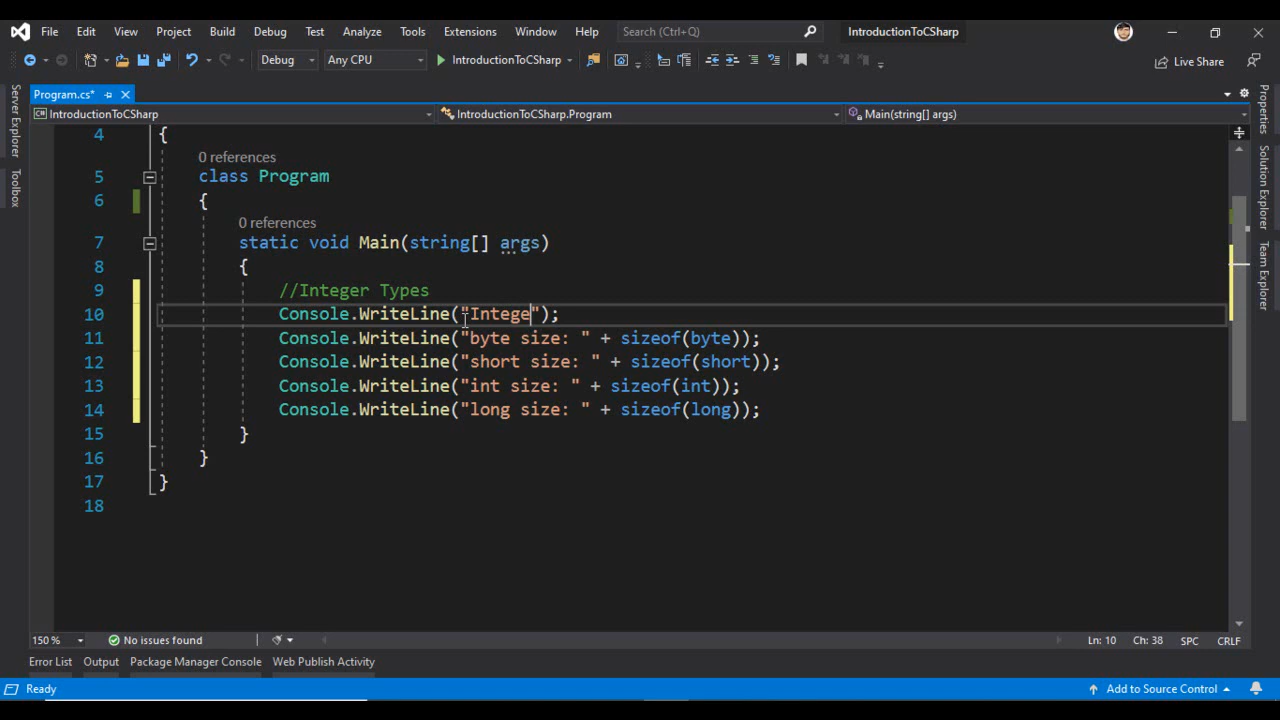 File Edit View Project Build Debug Test Analyze Tools Extensions Window Help Search (Ctrl+Q) IntroductionToCSharp
Debug Any CPU IntroductionToCSharp Live Share
Program.cs*
IntroductionToCSharp IntroductionToCSharp.Program Main(string[] args)
Server Explorer
Toolbox
Properties
Solution Explorer
Team Explorer
4 {
0 references
5 class Program
6 {
0 references
7 static void Main(string[] args)
8 {
9 //Integer Types
10 Console.WriteLine("Intege");
11 Console.WriteLine("byte size: " + sizeof(byte));
12 Console.WriteLine("short size: " + sizeof(short));
13 Console.WriteLine("int size: " + sizeof(int));
14 Console.WriteLine("long size: " + sizeof(long));
15 }
16 }
17 }
18
150 % No issues found Ln: 10 Ch: 38 SPC CRLF
Error List Output Package Manager Console Web Publish Activity
Ready Add to Source Control